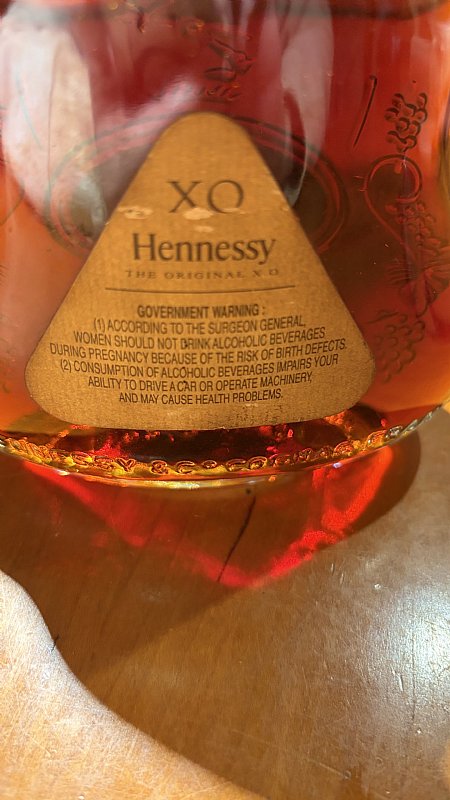 XO
Hennessy
THE ORIGINAL X.O
GOVERNMENT WARNING :
(1) ACCORDING TO THE SURGEON GENERAL,
WOMEN SHOULD NOT DRINK ALCOHOLIC BEVERAGES
DURING PREGNANCY BECAUSE OF THE RISK OF BIRTH DEFECTS.
(2) CONSUMPTION OF ALCOHOLIC BEVERAGES IMPAIRS YOUR
ABILITY TO DRIVE A CAR OR OPERATE MACHINERY,
AND MAY CAUSE HEALTH PROBLEMS.